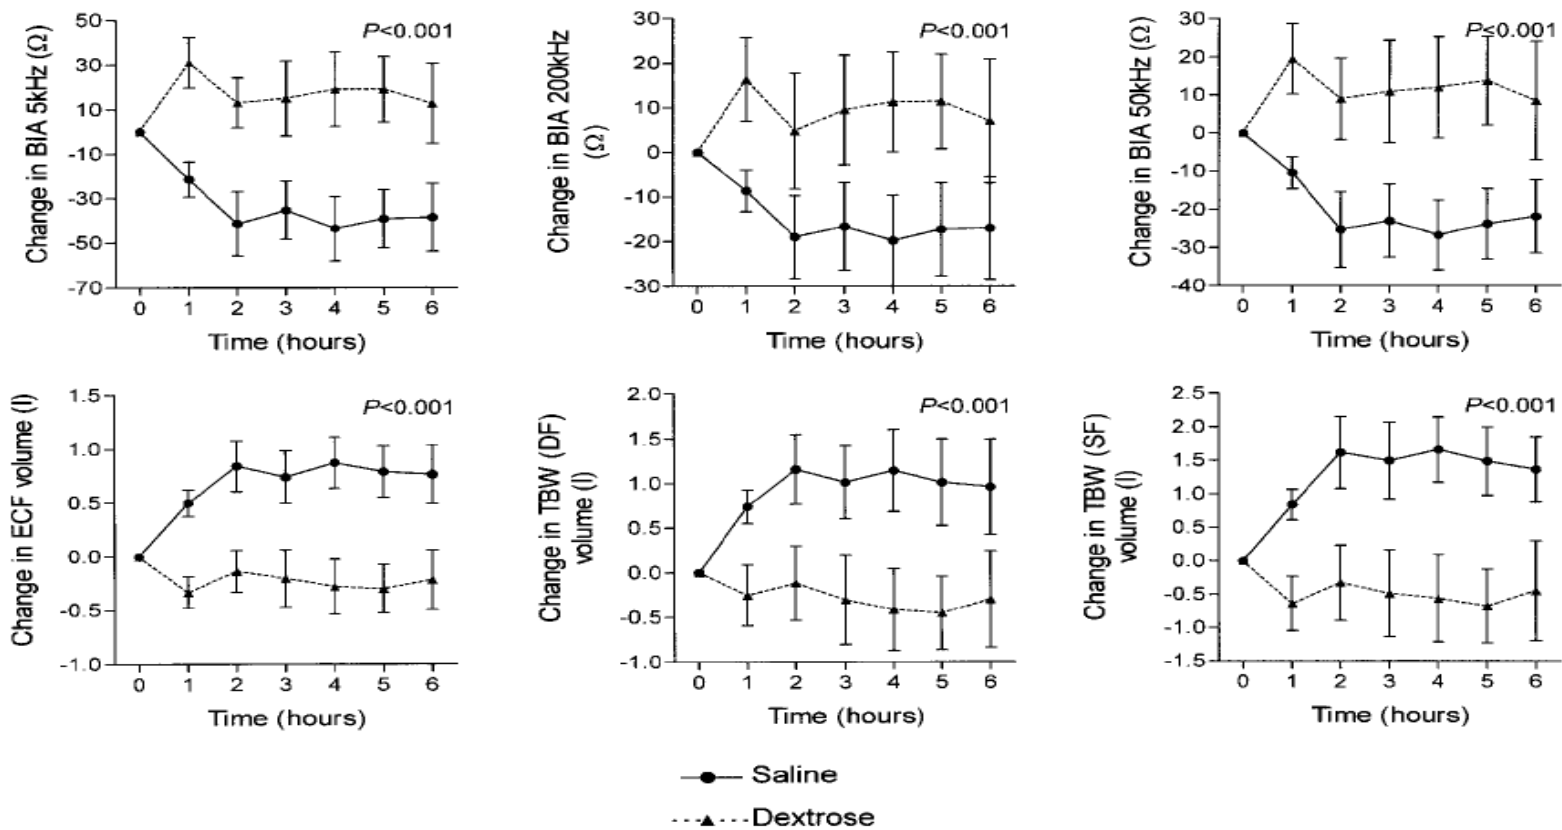 Change in BIA 5kHz (Ω)
50
30
10
-10
-30
-50
-70
P<0.001
0 1 2 3 4 5 6
Time (hours)
Change in BIA 200kHz
(Ω)
30
20
10
0
-10
-20
-30
P<0.001
0 1 2 3 4 5 6
Time (hours)
Change in BIA 50kHz (Ω)
30
20
10
0
-10
-20
-30
-40
P<0.001
0 1 2 3 4 5 6
Time (hours)
Change in ECF volume (l)
1.5
1.0
0.5
0.0
-0.5
-1.0
P<0.001
0 1 2 3 4 5 6
Time (hours)
Change in TBW (DF)
volume (l)
2.0
1.5
1.0
0.5
0.0
-0.5
-1.0
P<0.001
0 1 2 3 4 5 6
Time (hours)
Change in TBW (SF)
volume (l)
2.5
2.0
1.5
1.0
0.5
0.0
-0.5
-1.0
-1.5
P<0.001
0 1 2 3 4 5 6
Time (hours)
Saline
Dextrose